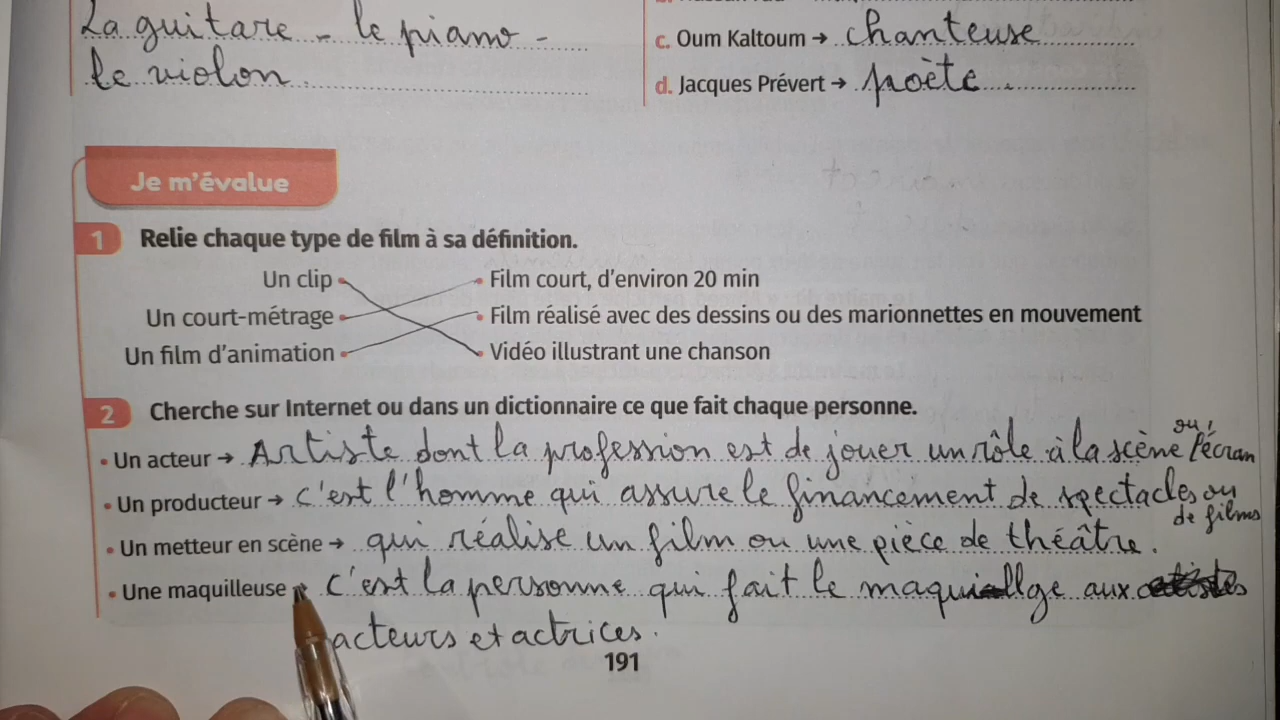 La guitare - le piano -
le violon.
c. Oum Kaltoum → chanteuse
d. Jacques Prévert → poète.
Je m'évalue
1 Relie chaque type de film à sa définition.
Un clip
Un court-métrage
Un film d'animation
Film court, d'environ 20 min
Film réalisé avec des dessins ou des marionnettes en mouvement
Vidéo illustrant une chanson
2 Cherche sur Internet ou dans un dictionnaire ce que fait chaque personne.
• Un acteur → Artiste dont la profession est de jouer un rôle à la scène ou l'écran
• Un producteur → c'est l'homme qui assure le financement de spectacles ou
de films
• Un metteur en scène → qui réalise un film ou une pièce de théâtre.
• Une maquilleuse c'est la personne qui fait le maquiallge aux
acteurs et actrices.
191